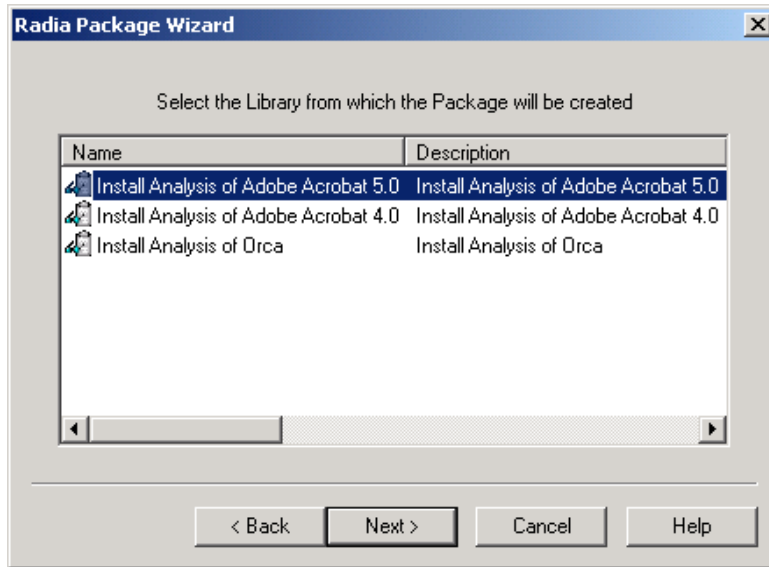 Radia Package Wizard
Select the Library from which the Package will be created
Name Description
Install Analysis of Adobe Acrobat 5.0 Install Analysis of Adobe Acrobat 5.0
Install Analysis of Adobe Acrobat 4.0 Install Analysis of Adobe Acrobat 4.0
Install Analysis of Orca Install Analysis of Orca
< Back Next > Cancel Help